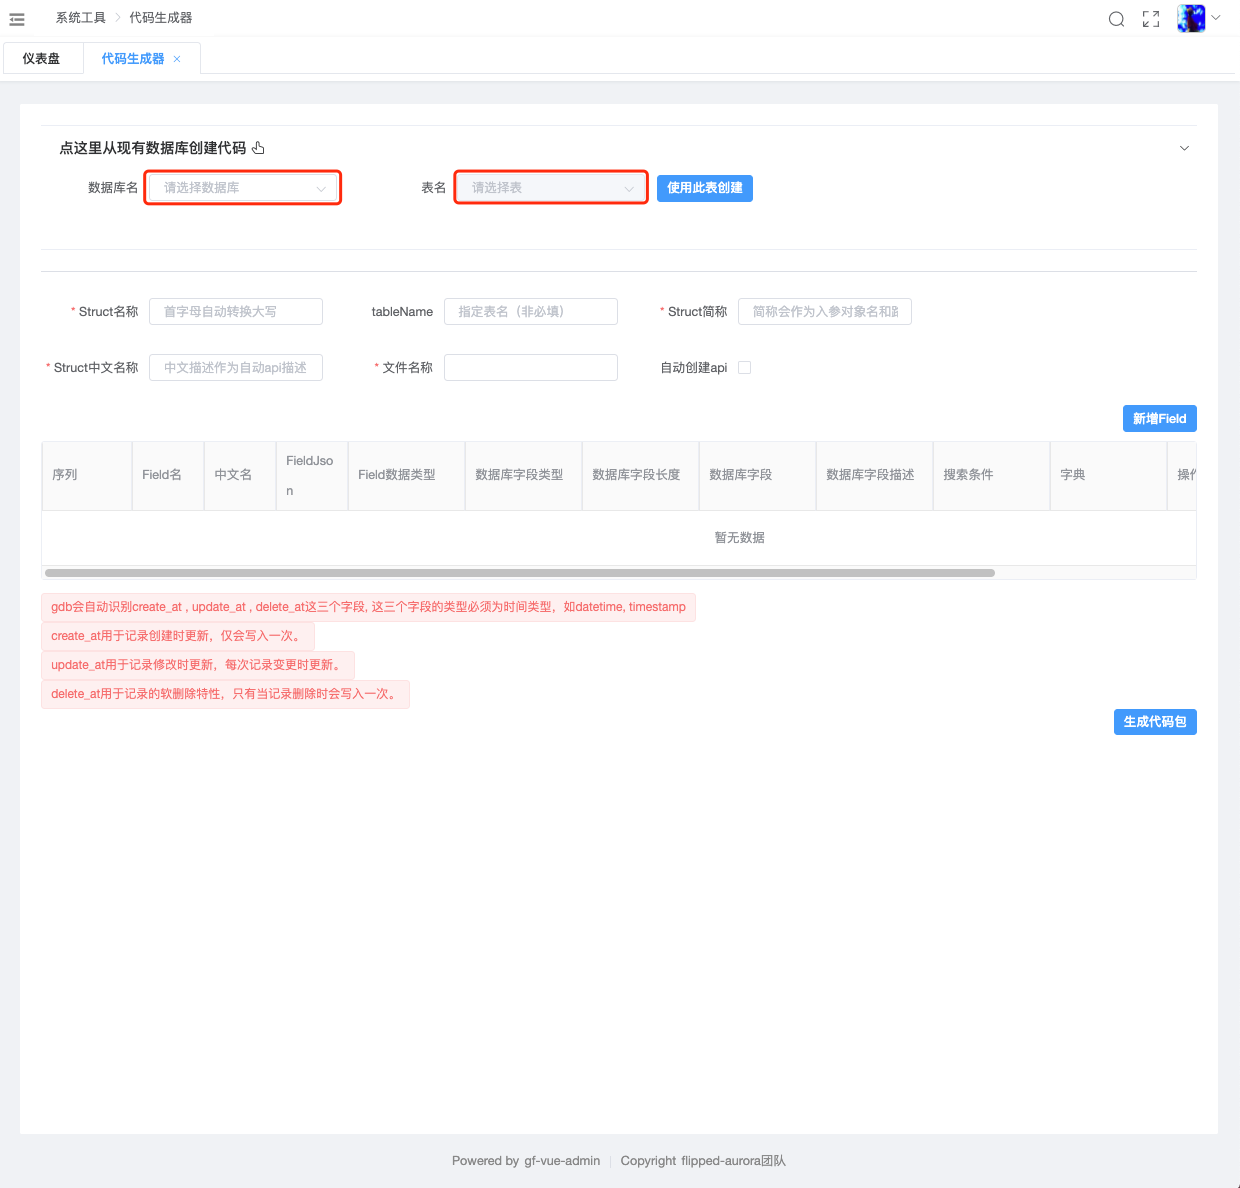 系统工具 > 代码生成器
仪表盘 代码生成器 ×
点这里从现有数据库创建代码
数据库名 请选择数据库 表名 请选择表 使用此表创建
* Struct名称 首字母自动转换大写 tableName 指定表名（非必填） * Struct简称 简称会作为入参对象名和
* Struct中文名称 中文描述作为自动api描述 * 文件名称 自动创建api
新增Field
序列 Field名 中文名 FieldJson Field数据类型 数据库字段类型 数据库字段长度 数据库字段 数据库字段描述 搜索条件 字典
暂无数据
gdb会自动识别create_at , update_at , delete_at这三个字段, 这三个字段的类型必须为时间类型，如datetime, timestamp
create_at用于记录创建时更新，仅会写入一次。
update_at用于记录修改时更新，每次记录变更时更新。
delete_at用于记录的软删除特性，只有当记录删除时会写入一次。
生成代码包
Powered by gf-vue-admin Copyright flipped-aurora团队